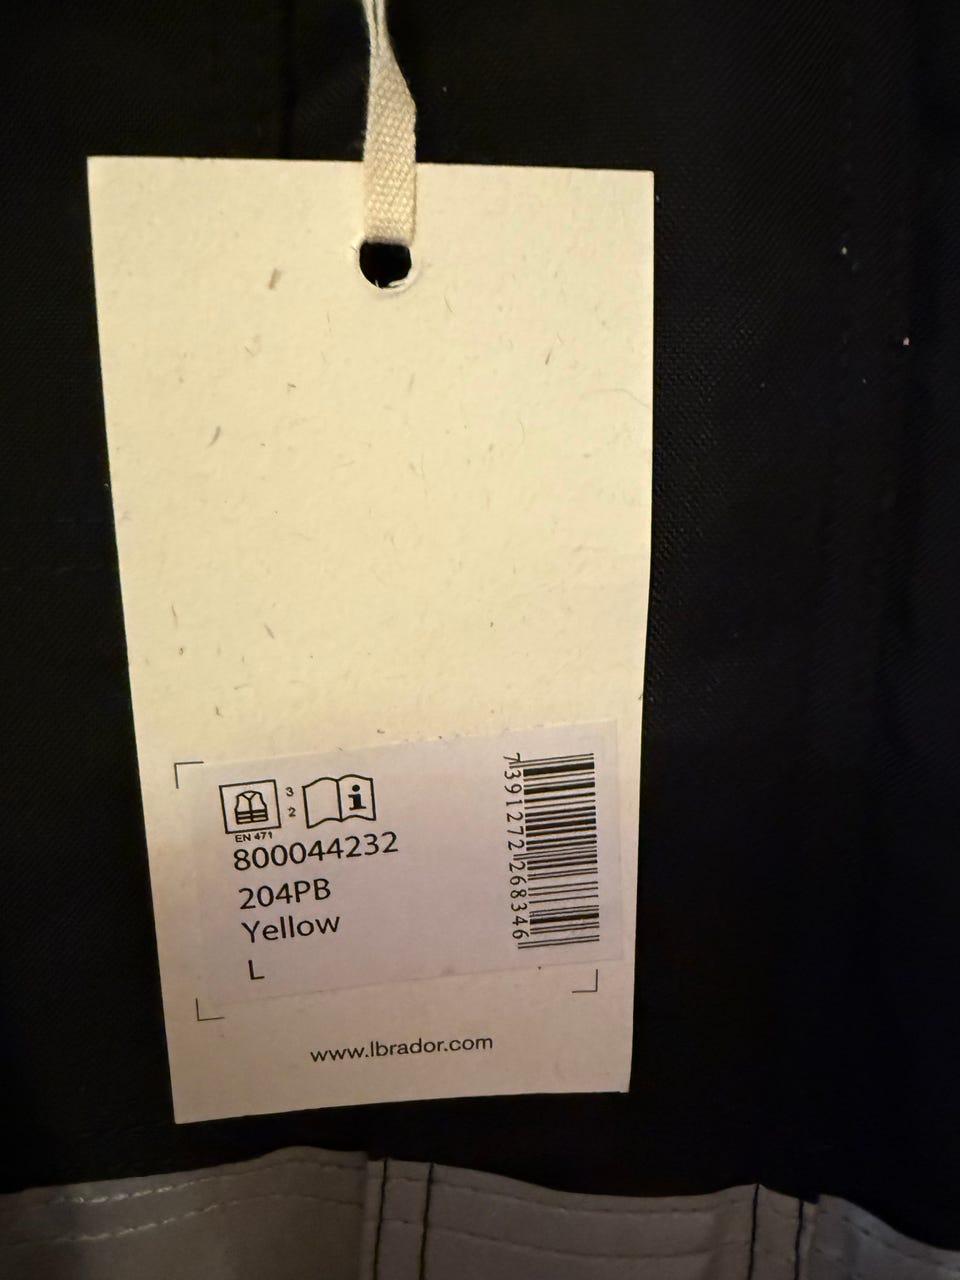 3
2
i
EN 471
800044232
204PB
Yellow
L
7391272268346
www.lbrador.com